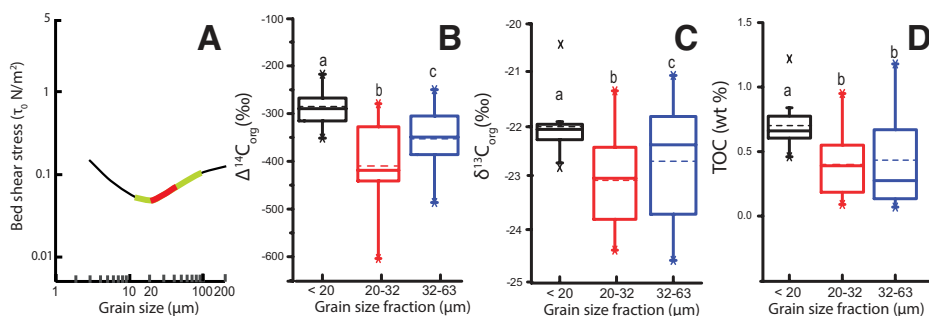 A
Bed shear stress (τ0 N/m²)
5
1
0.1
0.01
1
10
20
100
200
Grain size (µm)
B
Δ14Corg(‰)
-100
-200
-300
-400
-500
-600
a
b
c
< 20
20-32
32-63
Grain size fraction (µm)
C
δ13Corg(‰)
-20
-21
-22
-23
-24
-25
a
b
c
< 20
20-32
32-63
Grain size fraction (µm)
D
TOC (wt %)
1.5
1.0
0.5
0.0
a
b
b
< 20
20-32
32-63
Grain size fraction (µm)